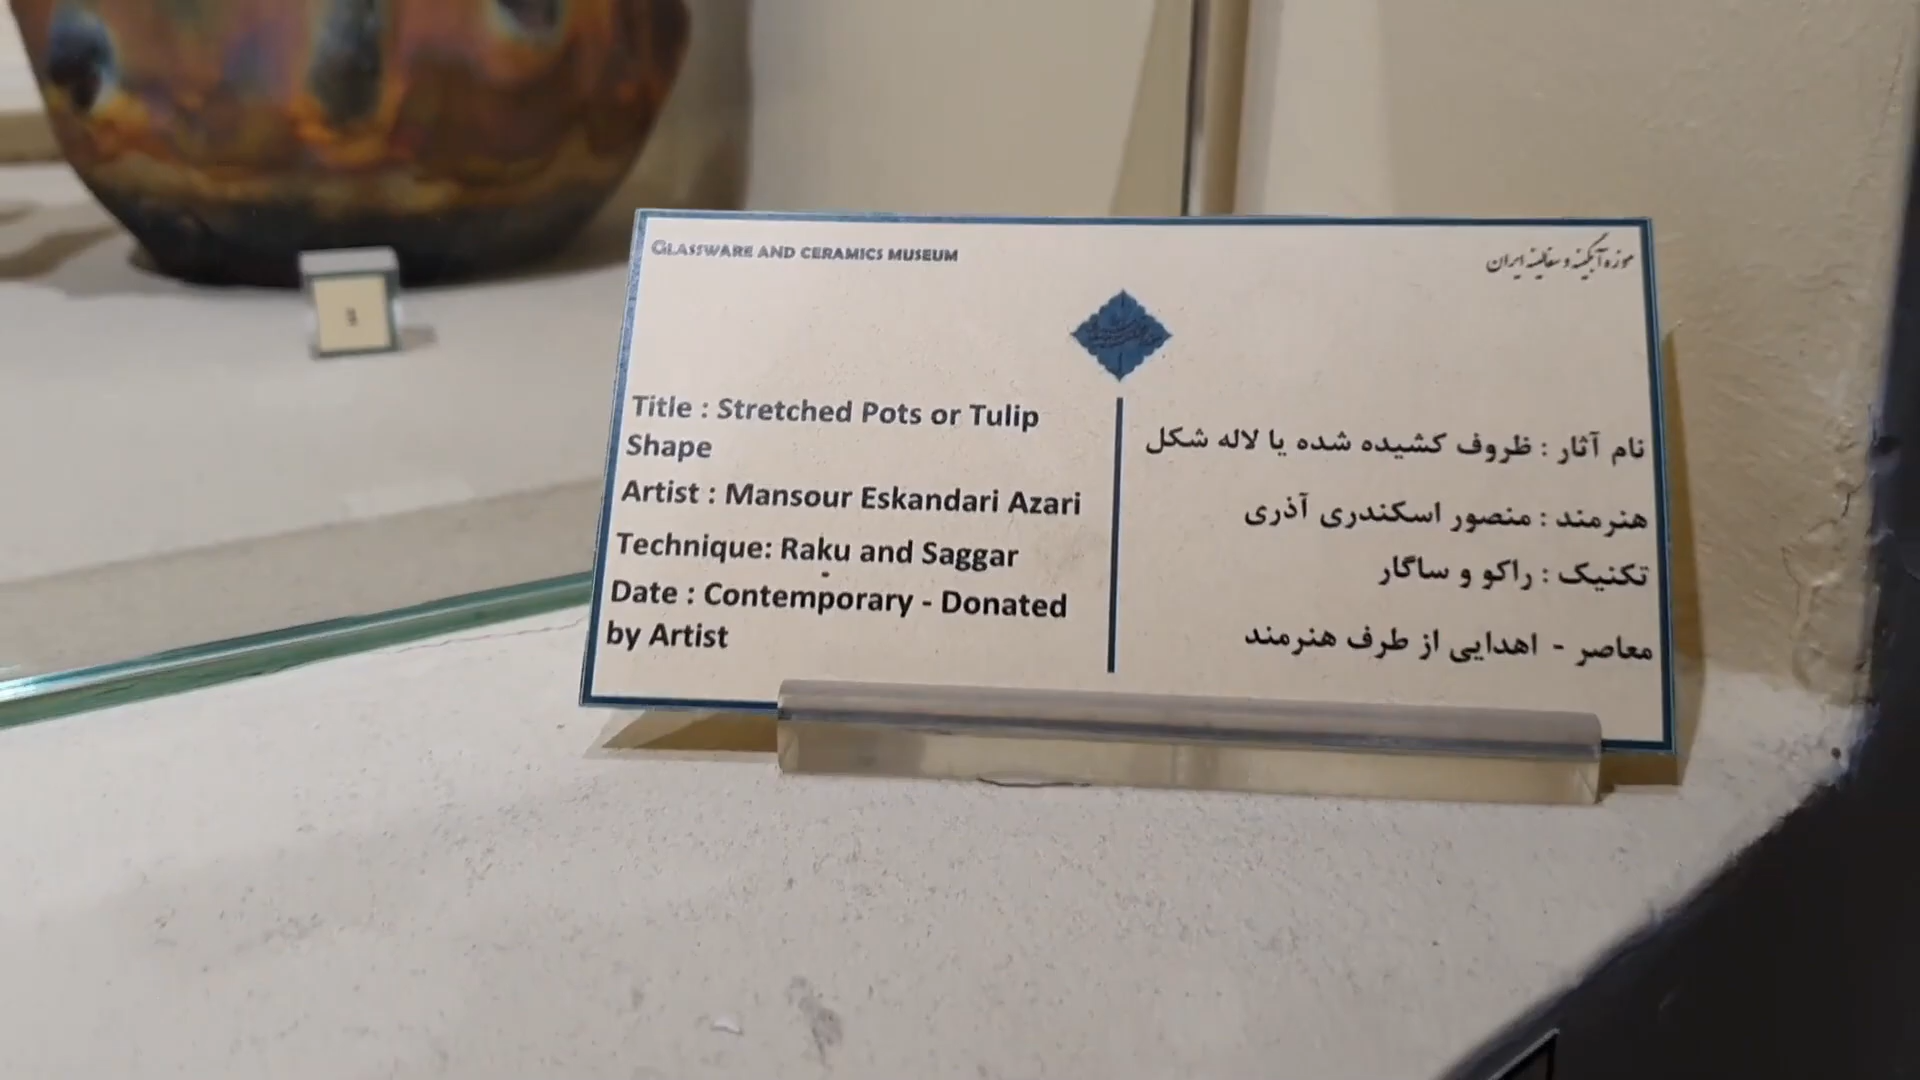 GLASSWARE AND CERAMICS MUSEUM
موزه آبگینه و سفالینه ایران
Title : Stretched Pots or Tulip
Shape
Artist : Mansour Eskandari Azari
Technique: Raku and Saggar
Date : Contemporary - Donated
by Artist
نام آثار : ظروف کشیده شده یا لاله شکل
هنرمند : منصور اسکندری آذری
تکنیک : راکو و ساگار
معاصر - اهدایی از طرف هنرمند